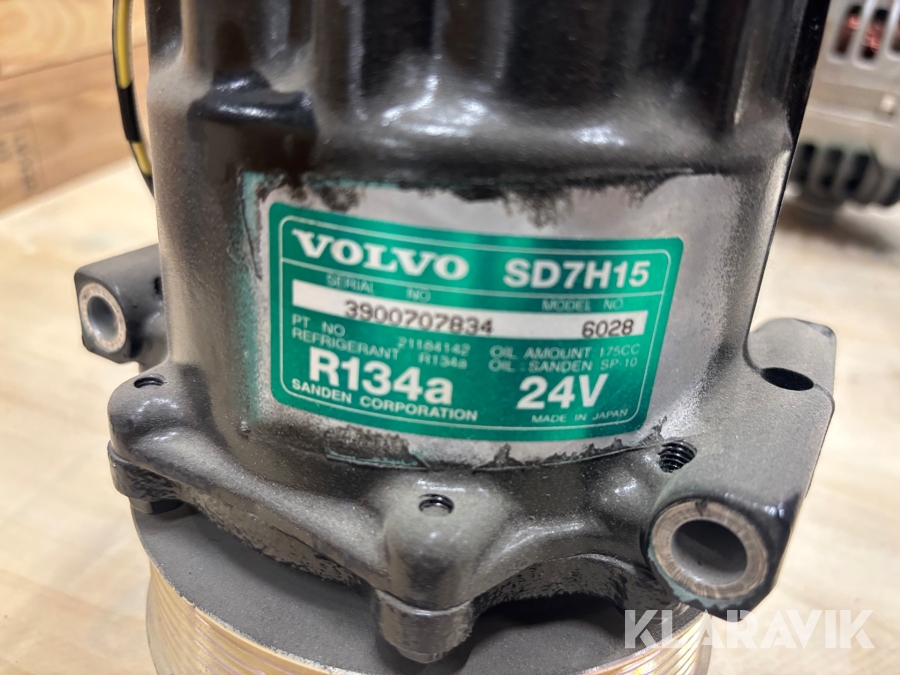 VOLVO SD7H15
SERIAL NO MODEL NO.
3900707834 6028
PT NO 21184142 OIL AMOUNT 175CC
REFRIGERANT R134a OIL : SANDEN SP-10
R134a 24V
SANDEN CORPORATION MADE IN JAPAN
KLARAVIK